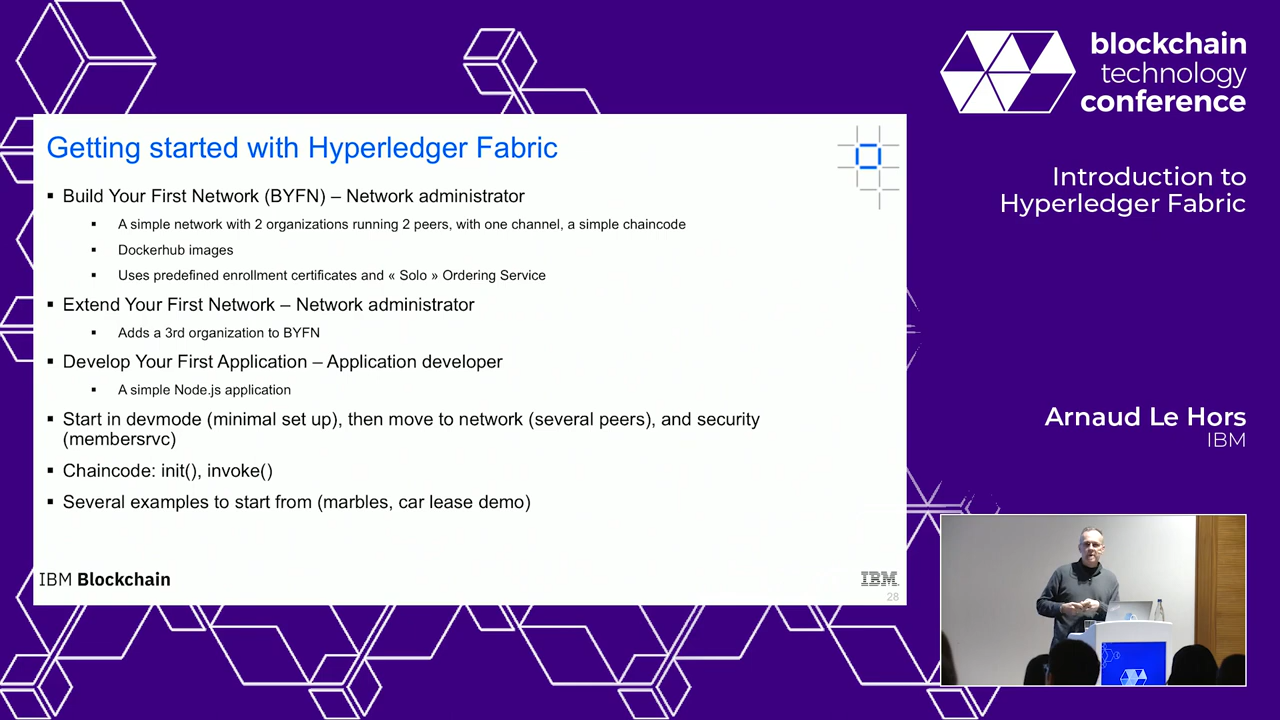 blockchain
technology
conference
Introduction to
Hyperledger Fabric
Arnaud Le Hors
IBM
Getting started with Hyperledger Fabric
▪ Build Your First Network (BYFN) – Network administrator
▪ A simple network with 2 organizations running 2 peers, with one channel, a simple chaincode
▪ Dockerhub images
▪ Uses predefined enrollment certificates and « Solo » Ordering Service
▪ Extend Your First Network – Network administrator
▪ Adds a 3rd organization to BYFN
▪ Develop Your First Application – Application developer
▪ A simple Node.js application
▪ Start in devmode (minimal set up), then move to network (several peers), and security
(membersrvc)
▪ Chaincode: init(), invoke()
▪ Several examples to start from (marbles, car lease demo)
IBM Blockchain
IBM
28